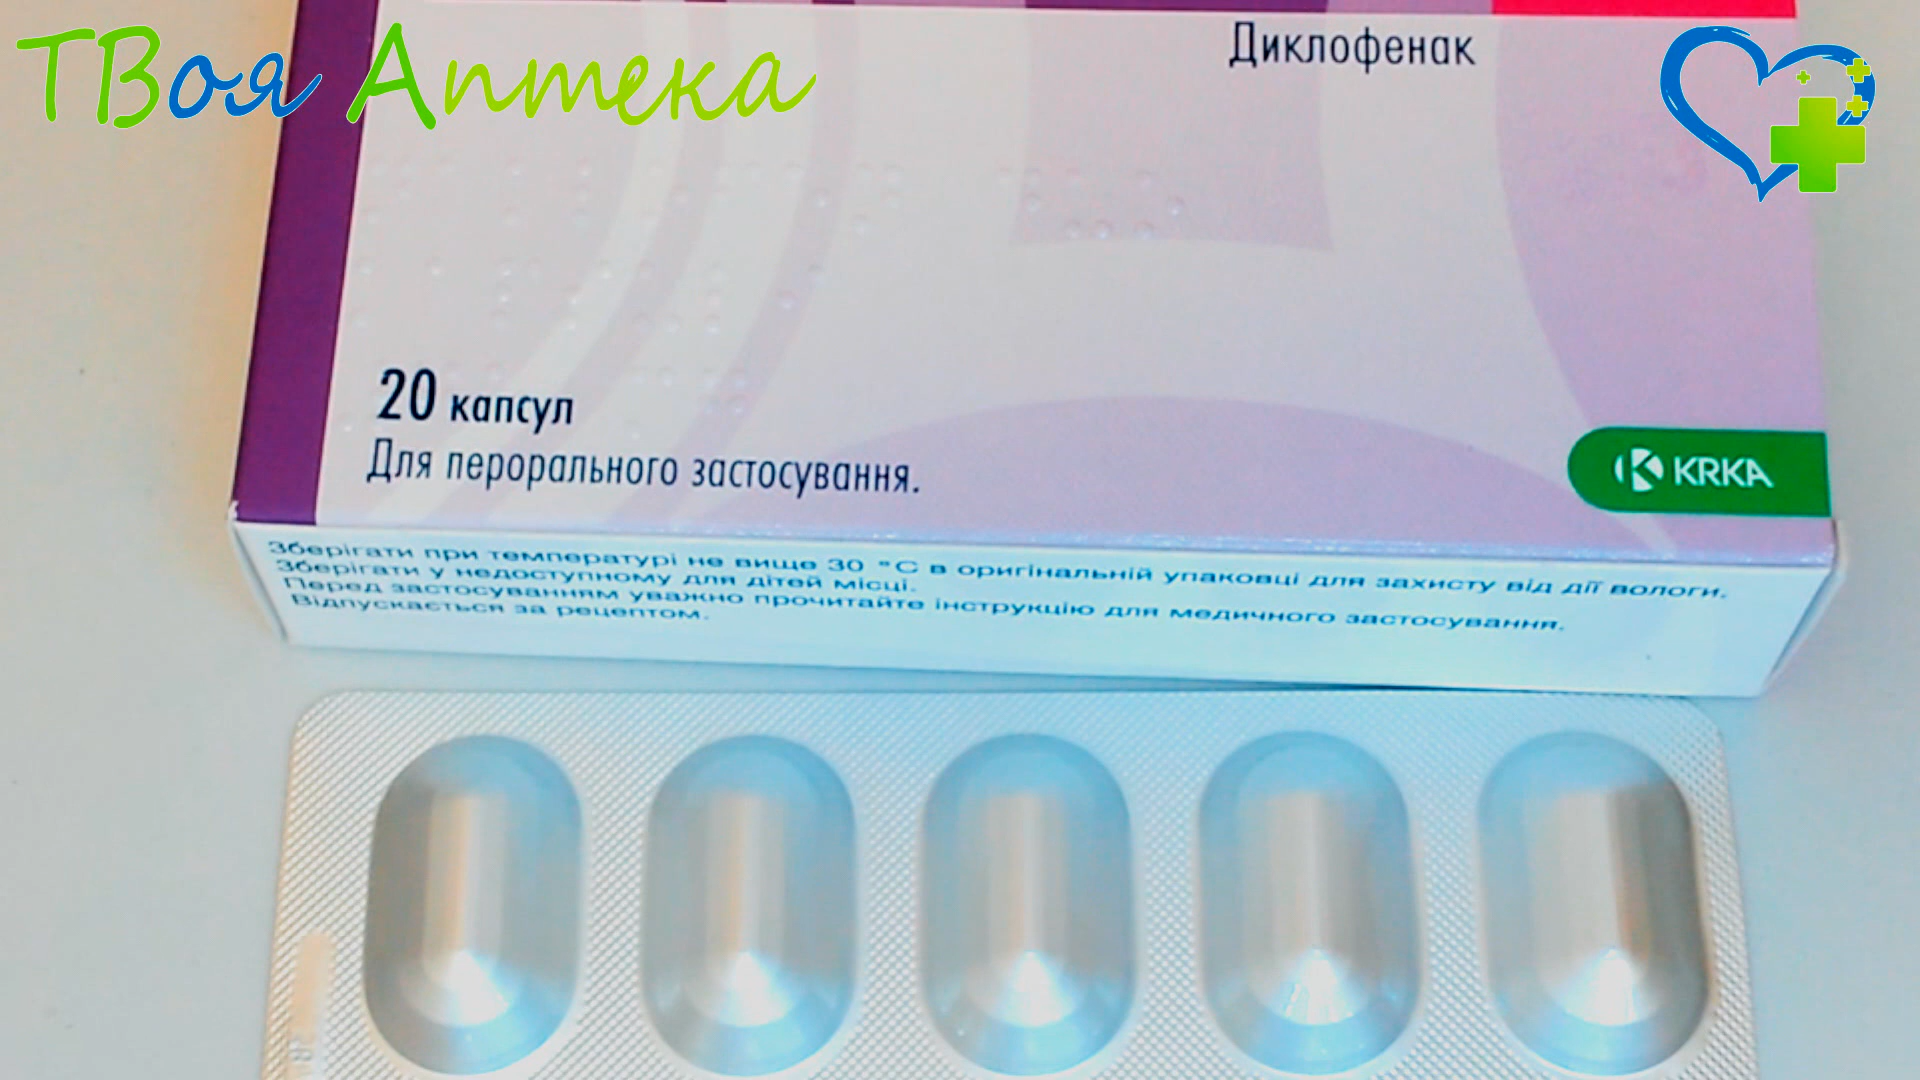 ТВоя Аптека
Диклофенак
20 капсул
Для перорального застосування.
KRKA
Зберігати при температурі не вище 30 °C в оригінальній упаковці для захисту від дії вологи.
Зберігати у недоступному для дітей місці.
Перед застосуванням уважно прочитайте інструкцію для медичного застосування.
Відпускається за рецептом.